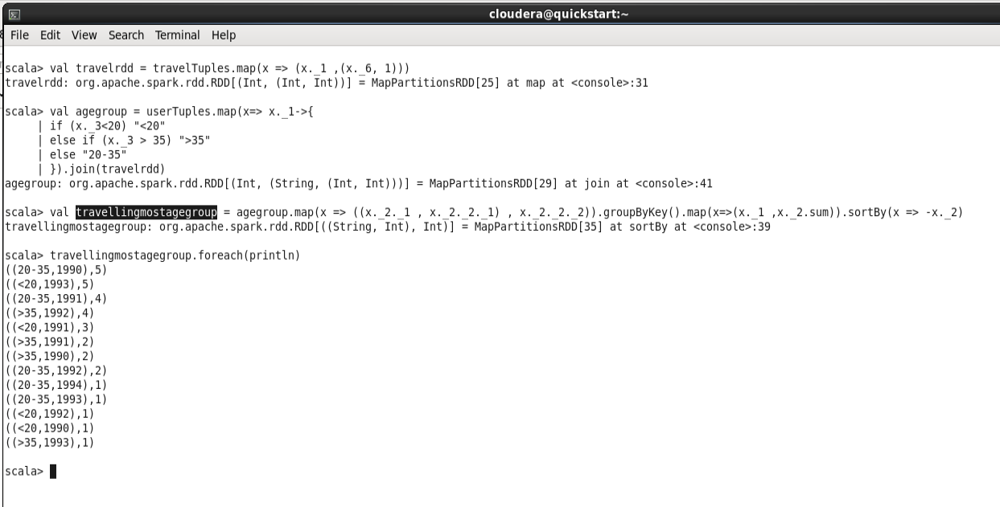 cloudera@quickstart:~
File Edit View Search Terminal Help
scala> val travelrdd = travelTuples.map(x => (x._1 ,(x._6, 1)))
travelrdd: org.apache.spark.rdd.RDD[(Int, (Int, Int))] = MapPartitionsRDD[25] at map at <console>:31
scala> val agegroup = userTuples.map(x=> x._1->{
| if (x._3<20) "<20"
| else if (x._3 > 35) ">35"
| else "20-35"
| }).join(travelrdd)
agegroup: org.apache.spark.rdd.RDD[(Int, (String, (Int, Int)))] = MapPartitionsRDD[29] at join at <console>:41
scala> val travellingmostagegroup = agegroup.map(x => ((x._2._1 , x._2._2._1) , x._2._2._2)).groupByKey().map(x=>(x._1 ,x._2.sum)).sortBy(x => -x._2)
travellingmostagegroup: org.apache.spark.rdd.RDD[((String, Int), Int)] = MapPartitionsRDD[35] at sortBy at <console>:39
scala> travellingmostagegroup.foreach(println)
((20-35,1990),5)
((<20,1993),5)
((20-35,1991),4)
((>35,1992),4)
((<20,1991),3)
((>35,1991),2)
((>35,1990),2)
((20-35,1992),2)
((20-35,1994),1)
((20-35,1993),1)
((<20,1992),1)
((<20,1990),1)
((>35,1993),1)
scala>